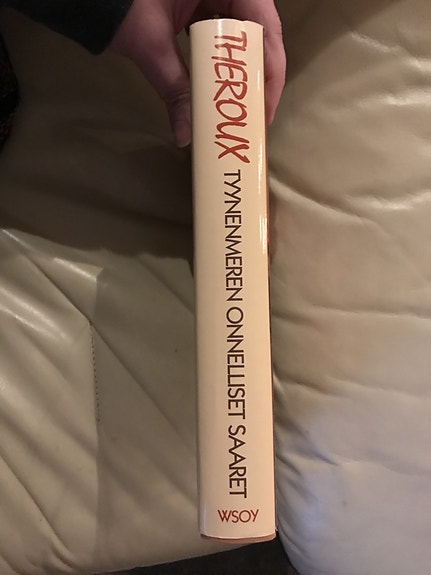 THEROUX
TYYNENMEREN ONNELLISET SAARET
WSOY